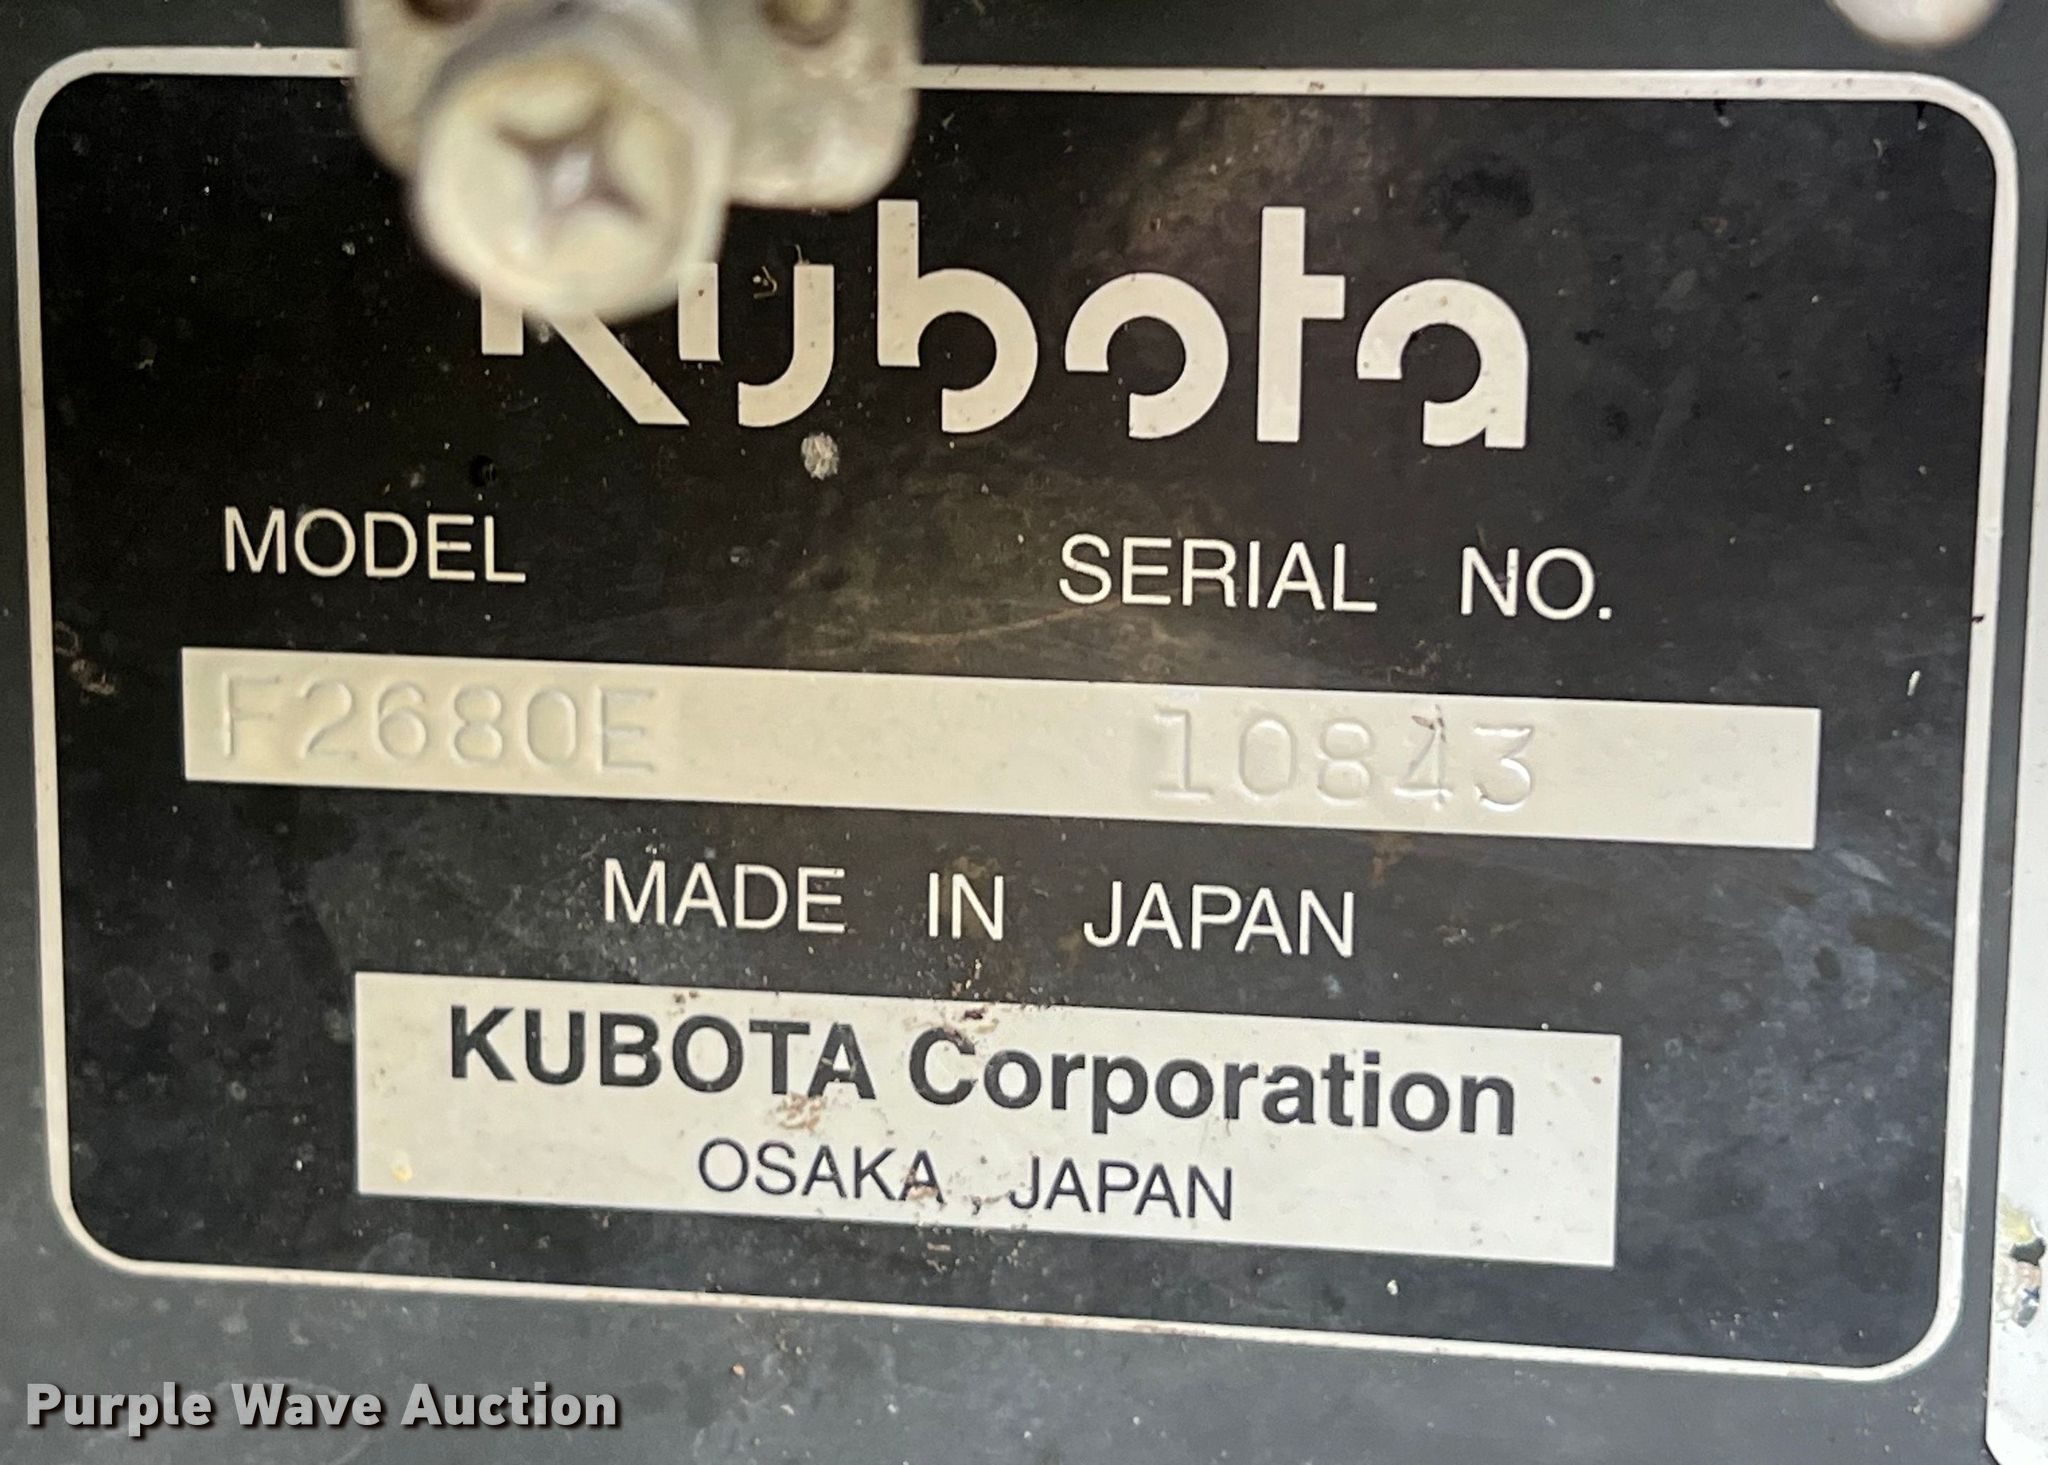 Kubota
MODEL SERIAL NO.
F2680E 10843
MADE IN JAPAN
KUBOTA Corporation
OSAKA, JAPAN
Purple Wave Auction